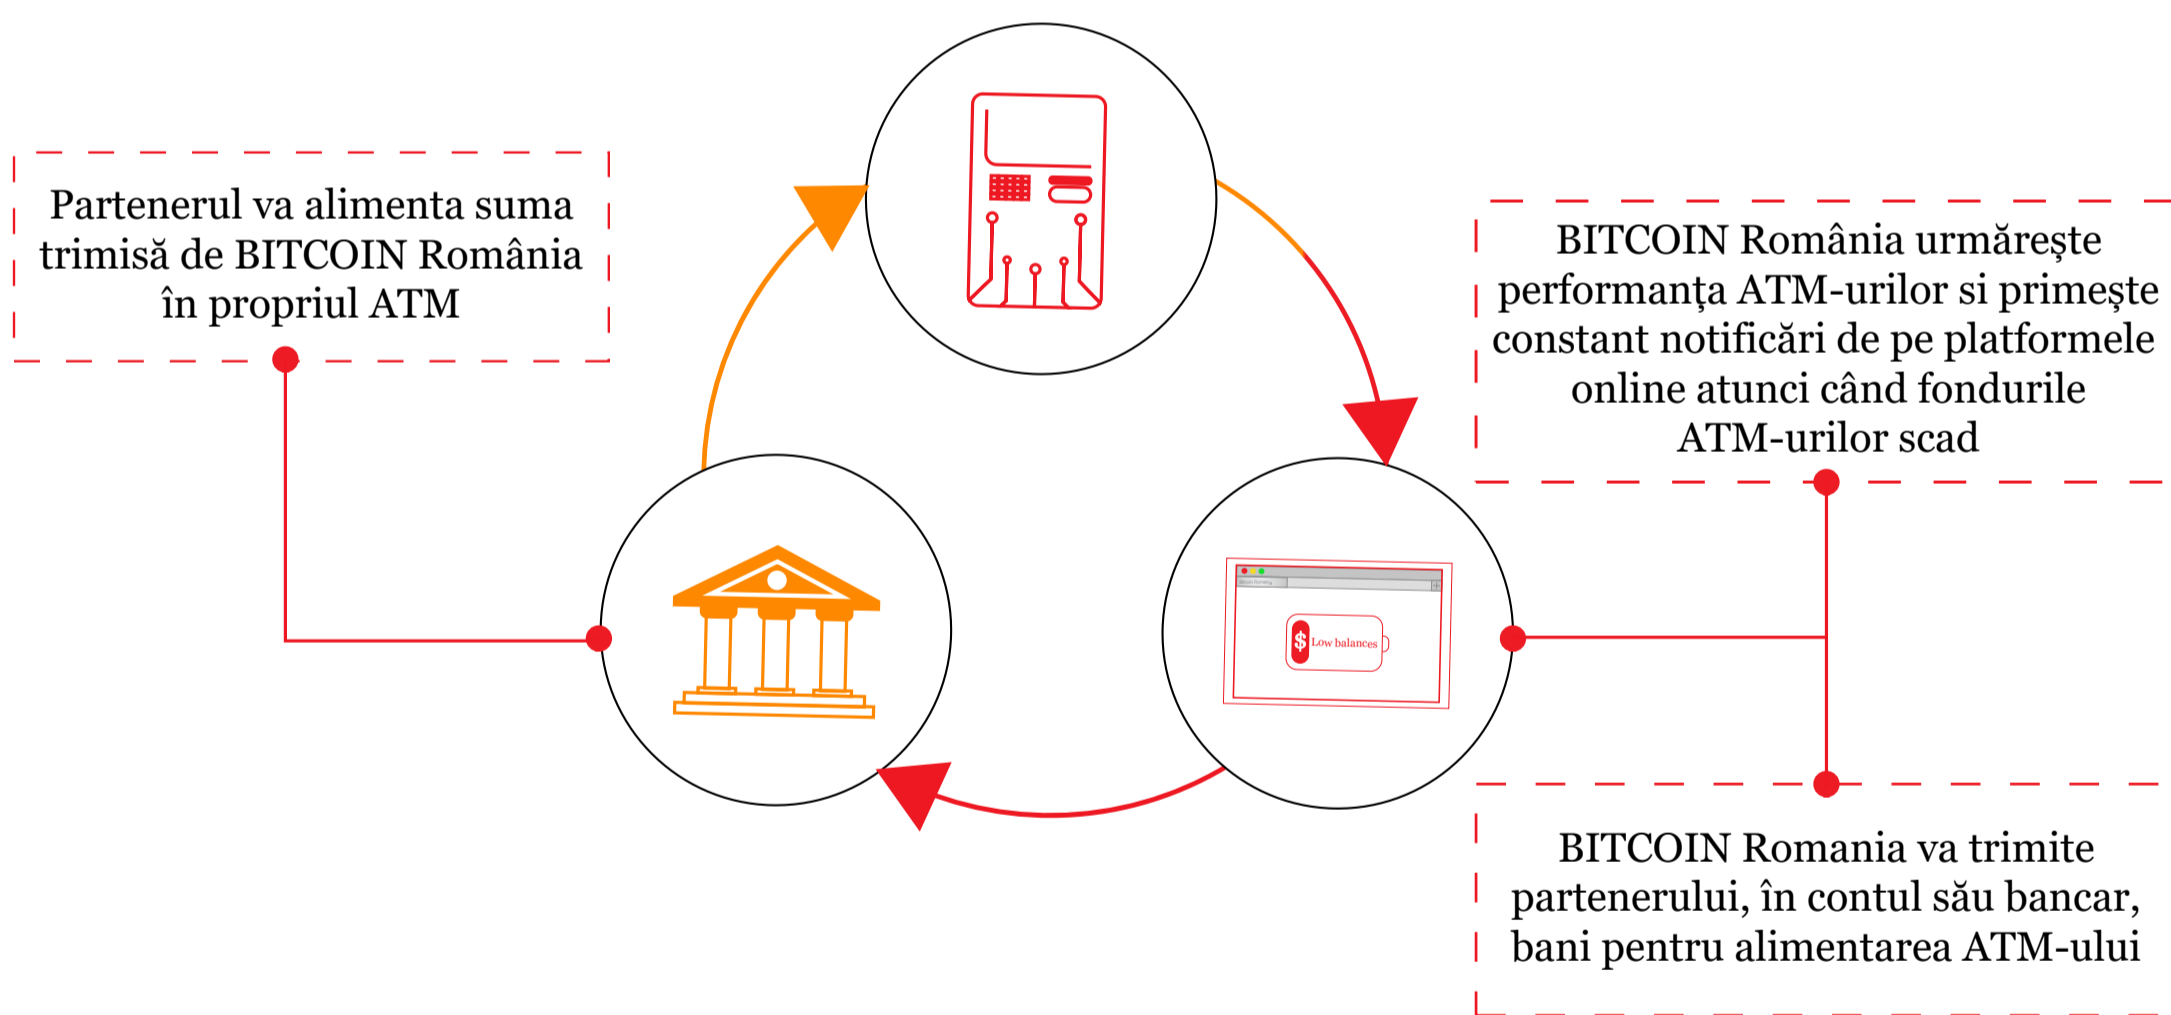 Partenerul va alimenta suma
trimisă de BITCOIN România
în propriul ATM
BITCOIN România urmărește
performanța ATM-urilor si primește
constant notificări de pe platformele
online atunci când fondurile
ATM-urilor scad
$ Low balances
BITCOIN Romania va trimite
partenerului, în contul său bancar,
bani pentru alimentarea ATM-ului